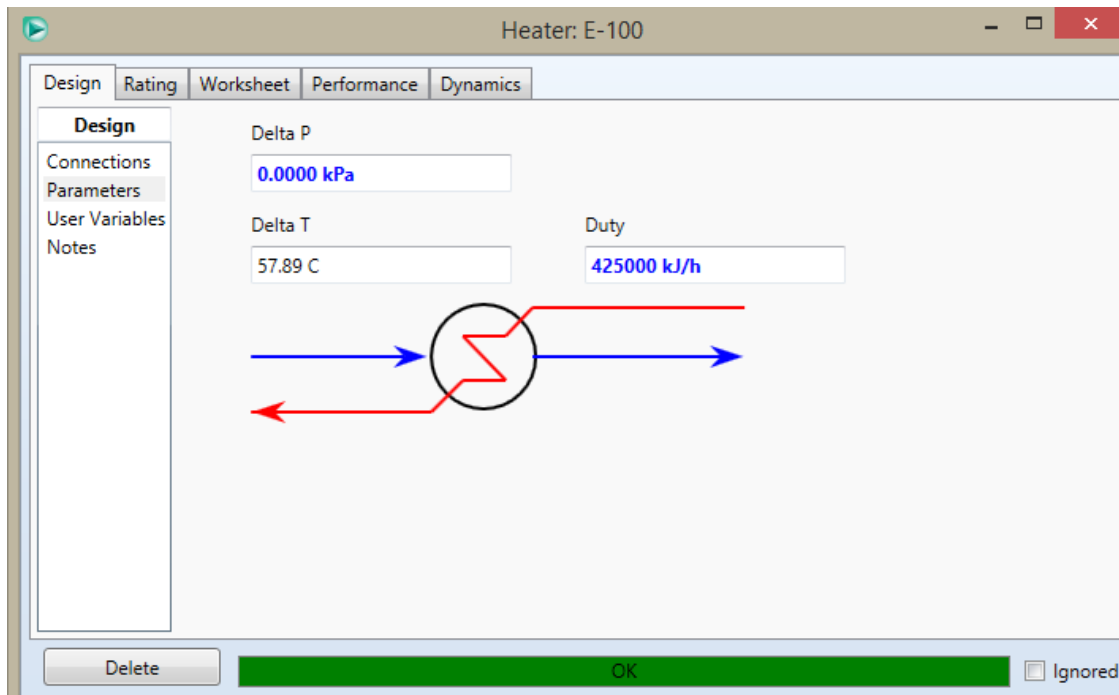 Heater: E-100
Design Rating Worksheet Performance Dynamics
Design
Connections
Parameters
User Variables
Notes
Delta P
0.0000 kPa
Delta T
57.89 C
Duty
425000 kJ/h
Delete
OK
Ignored